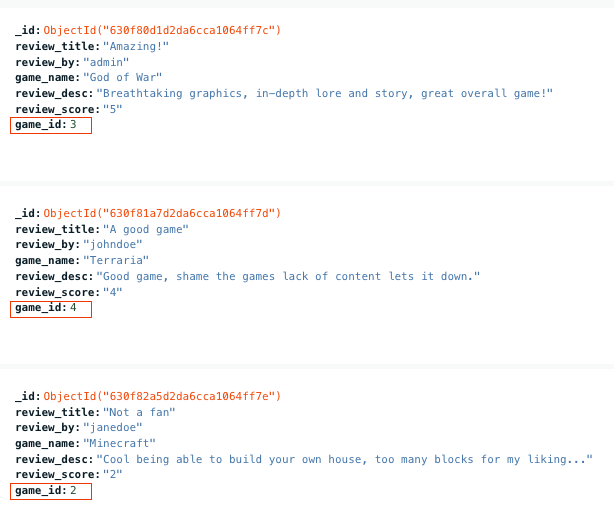 _id: ObjectId("630f80d1d2da6cca1064ff7c")
review_title: "Amazing!"
review_by: "admin"
game_name: "God of War"
review_desc: "Breathtaking graphics, in-depth lore and story, great overall game!"
review_score: "5"
game_id: 3
_id: ObjectId("630f81a7d2da6cca1064ff7d")
review_title: "A good game"
review_by: "johndoe"
game_name: "Terraria"
review_desc: "Good game, shame the games lack of content lets it down."
review_score: "4"
game_id: 4
_id: ObjectId("630f82a5d2da6cca1064ff7e")
review_title: "Not a fan"
review_by: "janedoe"
game_name: "Minecraft"
review_desc: "Cool being able to build your own house, too many blocks for my liking..."
review_score: "2"
game_id: 2